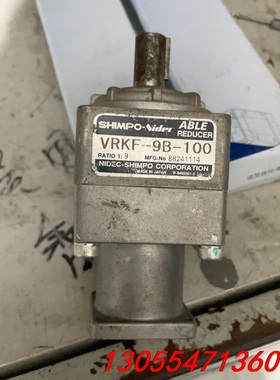 SHIMPO-Nidec ABLE
REDUCER
VRKF--9B-100
RATIO 1: 9 MFG.No 88241114
NIDEC-SHIMPO CORPORATION
MADE IN JAPAN
13055471360